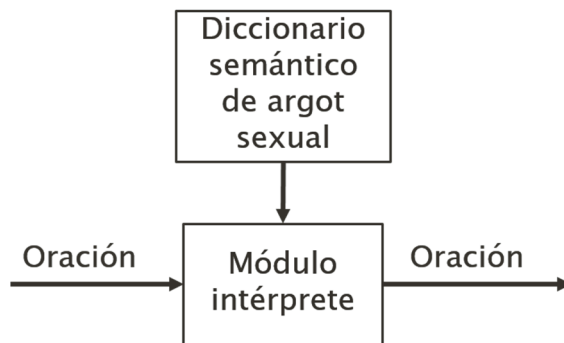 Diccionario
semántico
de argot
sexual
Oración
Módulo
intérprete
Oración